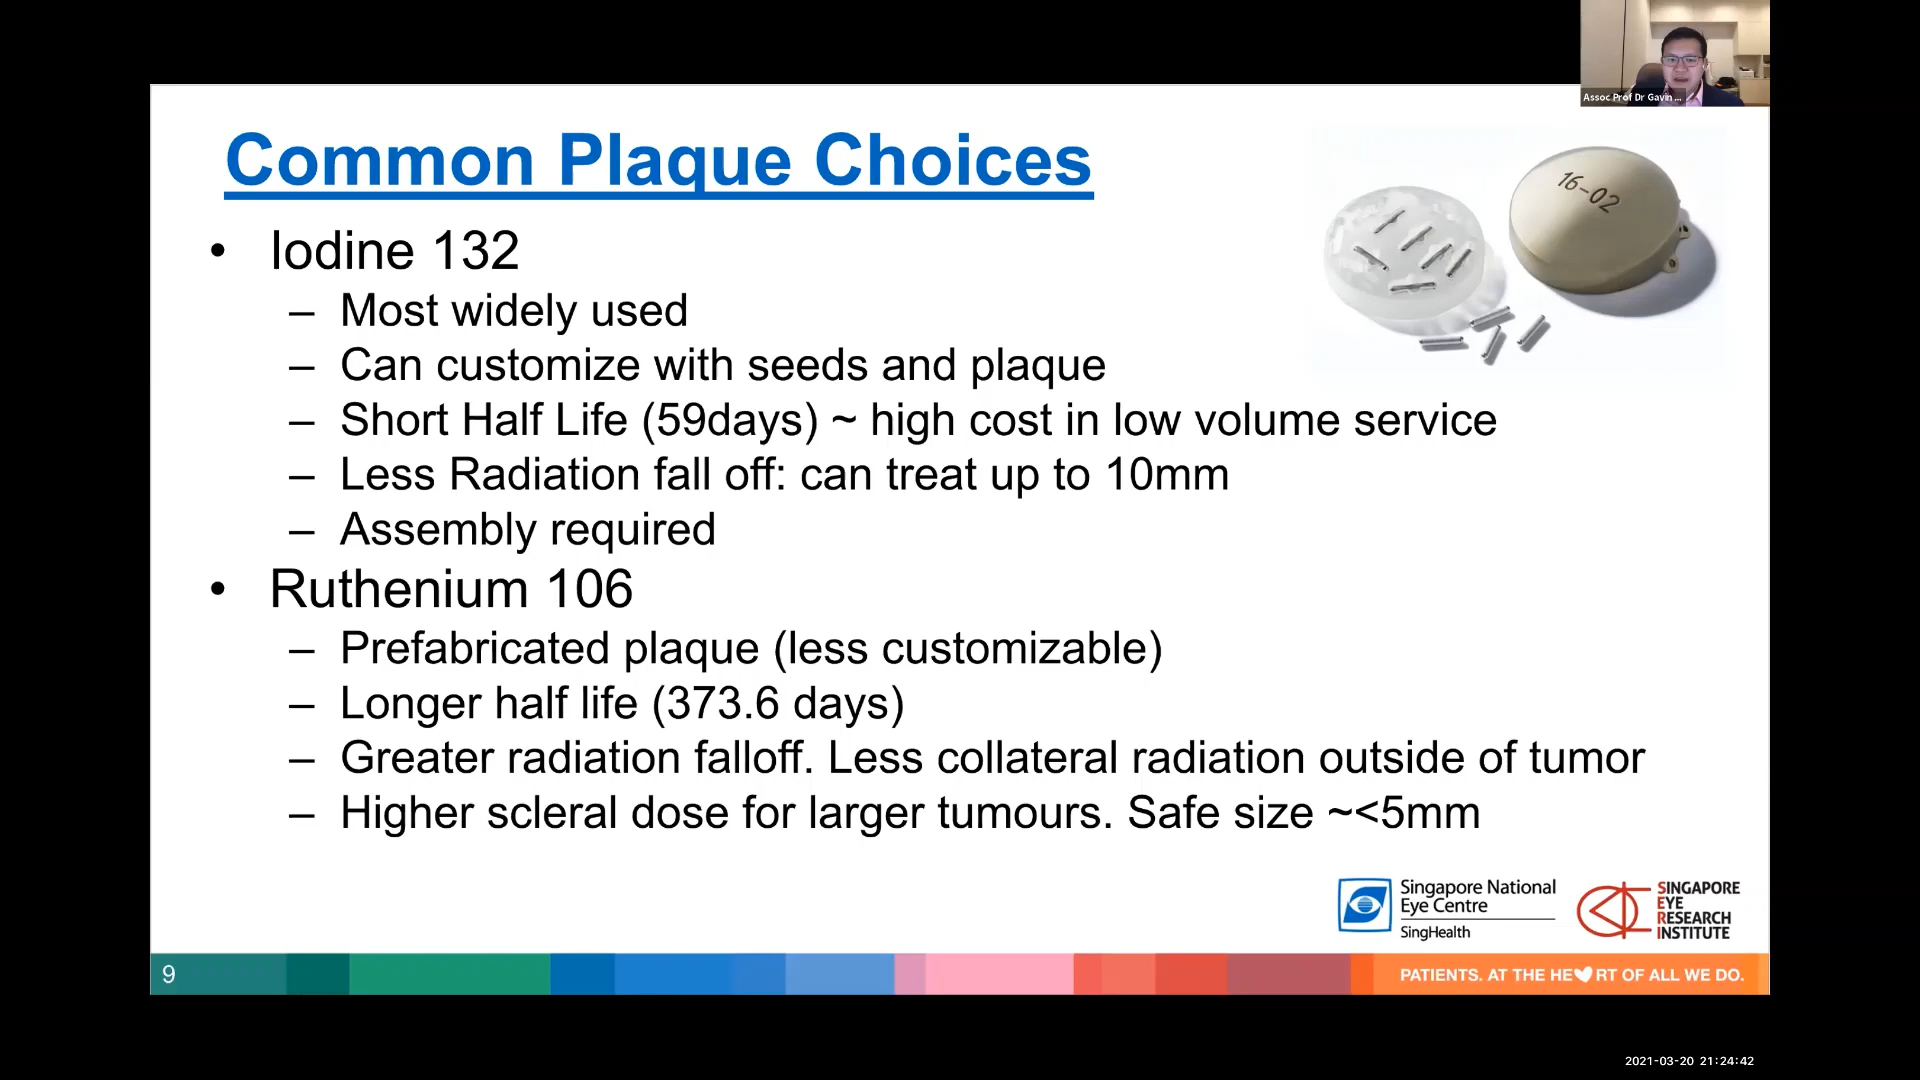 Assoc Prof Dr Gavin ...
Common Plaque Choices
16-02
• Iodine 132
– Most widely used
– Can customize with seeds and plaque
– Short Half Life (59days) ~ high cost in low volume service
– Less Radiation fall off: can treat up to 10mm
– Assembly required
• Ruthenium 106
– Prefabricated plaque (less customizable)
– Longer half life (373.6 days)
– Greater radiation falloff. Less collateral radiation outside of tumor
– Higher scleral dose for larger tumours. Safe size ~<5mm
Singapore National
Eye Centre
SingHealth
SINGAPORE
EYE
RESEARCH
INSTITUTE
9
PATIENTS. AT THE HE♥RT OF ALL WE DO.
2021-03-20 21:24:42